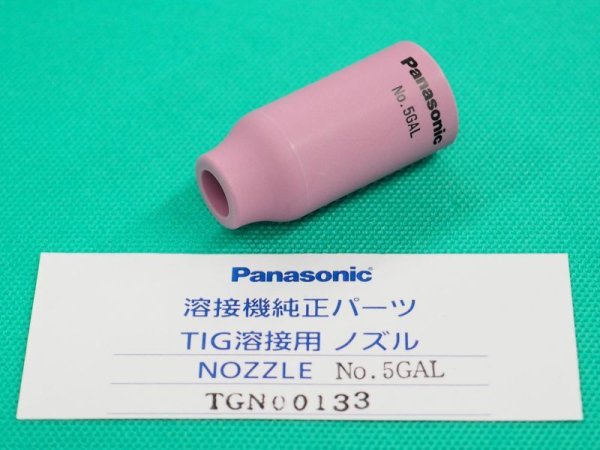 Panasonic
No.5GAL
Panasonic
溶接機純正パーツ
TIG溶接用 ノズル
NOZZLE No.5GAL
TGN00133